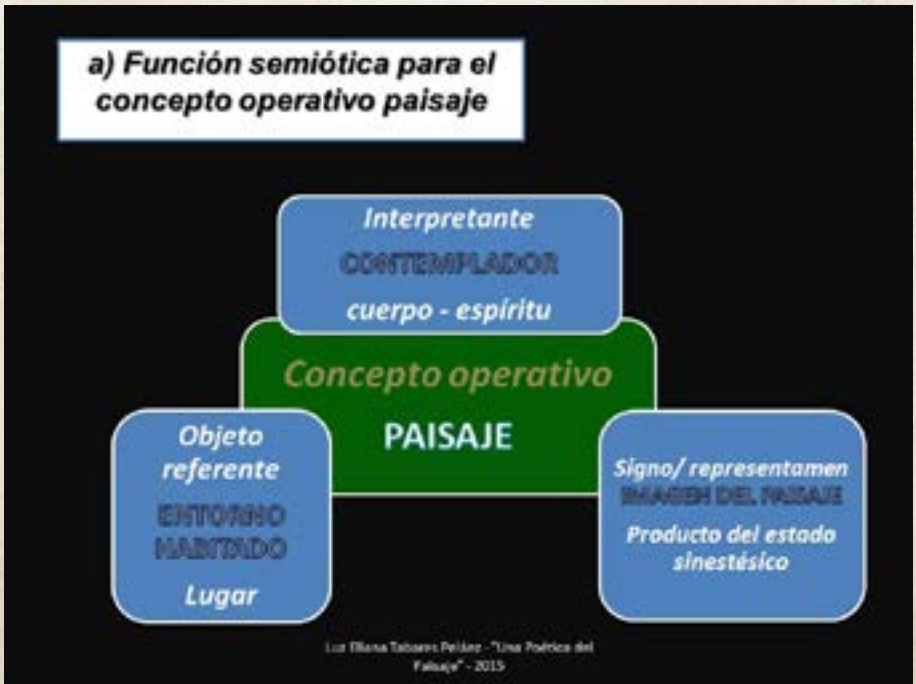 a) Función semiótica para el
concepto operativo paisaje
Interpretante
CONTEMPLADOR
cuerpo - espíritu
Concepto operativo
PAISAJE
Objeto
referente
ENTORNO
HABITADO
Lugar
Signo/ representamen
IMAGEN DEL PAISAJE
Producto del estado
sinestésico
Luz Eliana Tabares Peláez - "Una Poética del
Paisaje" - 2015